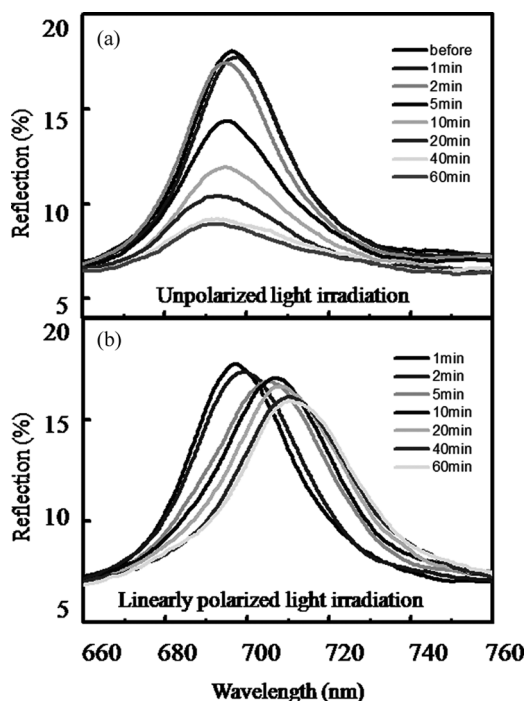 (a)
20
15
10
5
Reflection (%)
before
1min
2min
5min
10min
20min
40min
60min
Unpolarized light irradiation
(b)
20
15
10
5
Reflection (%)
1min
2min
5min
10min
20min
40min
60min
Linearly polarized light irradiation
660 680 700 720 740 760
Wavelength (nm)